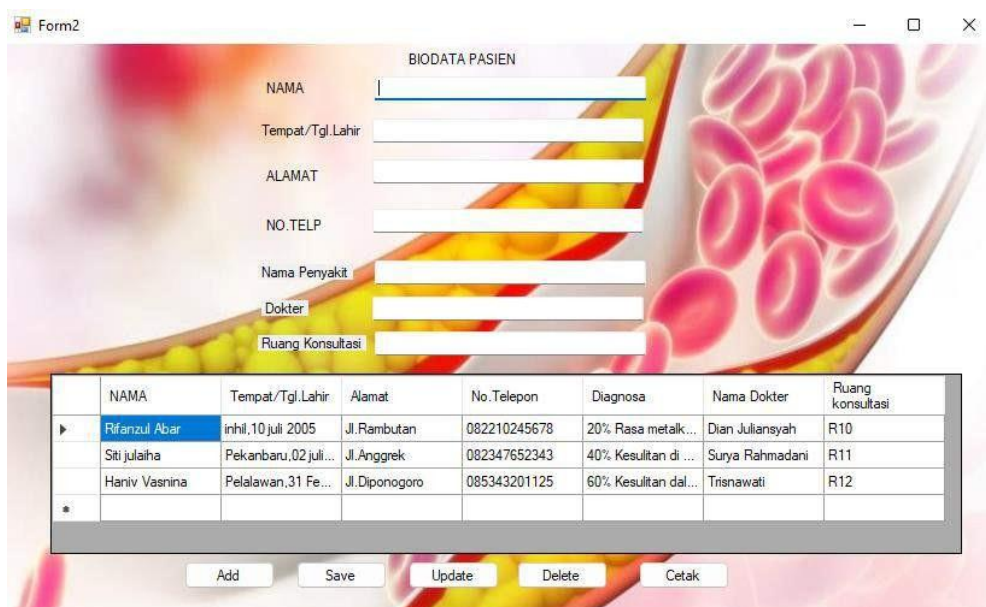 Form2
BIODATA PASIEN
NAMA
Tempat/Tgl.Lahir
ALAMAT
NO.TELP
Nama Penyakit
Dokter
Ruang Konsultasi
NAMA Tempat/Tgl.Lahir Alamat No.Telepon Diagnosa Nama Dokter Ruang konsultasi
Rifanzul Abar inhil,10 juli 2005 Jl.Rambutan 082210245678 20% Rasa metalk... Dian Juliansyah R10
Siti julaiha Pekanbaru,02 juli... Jl.Anggrek 082347652343 40% Kesulitan di ... Surya Rahmadani R11
Haniv Vasnina Pelalawan,31 Fe... Jl.Diponogoro 085343201125 60% Kesulitan dal... Trisnawati R12
Add Save Update Delete Cetak